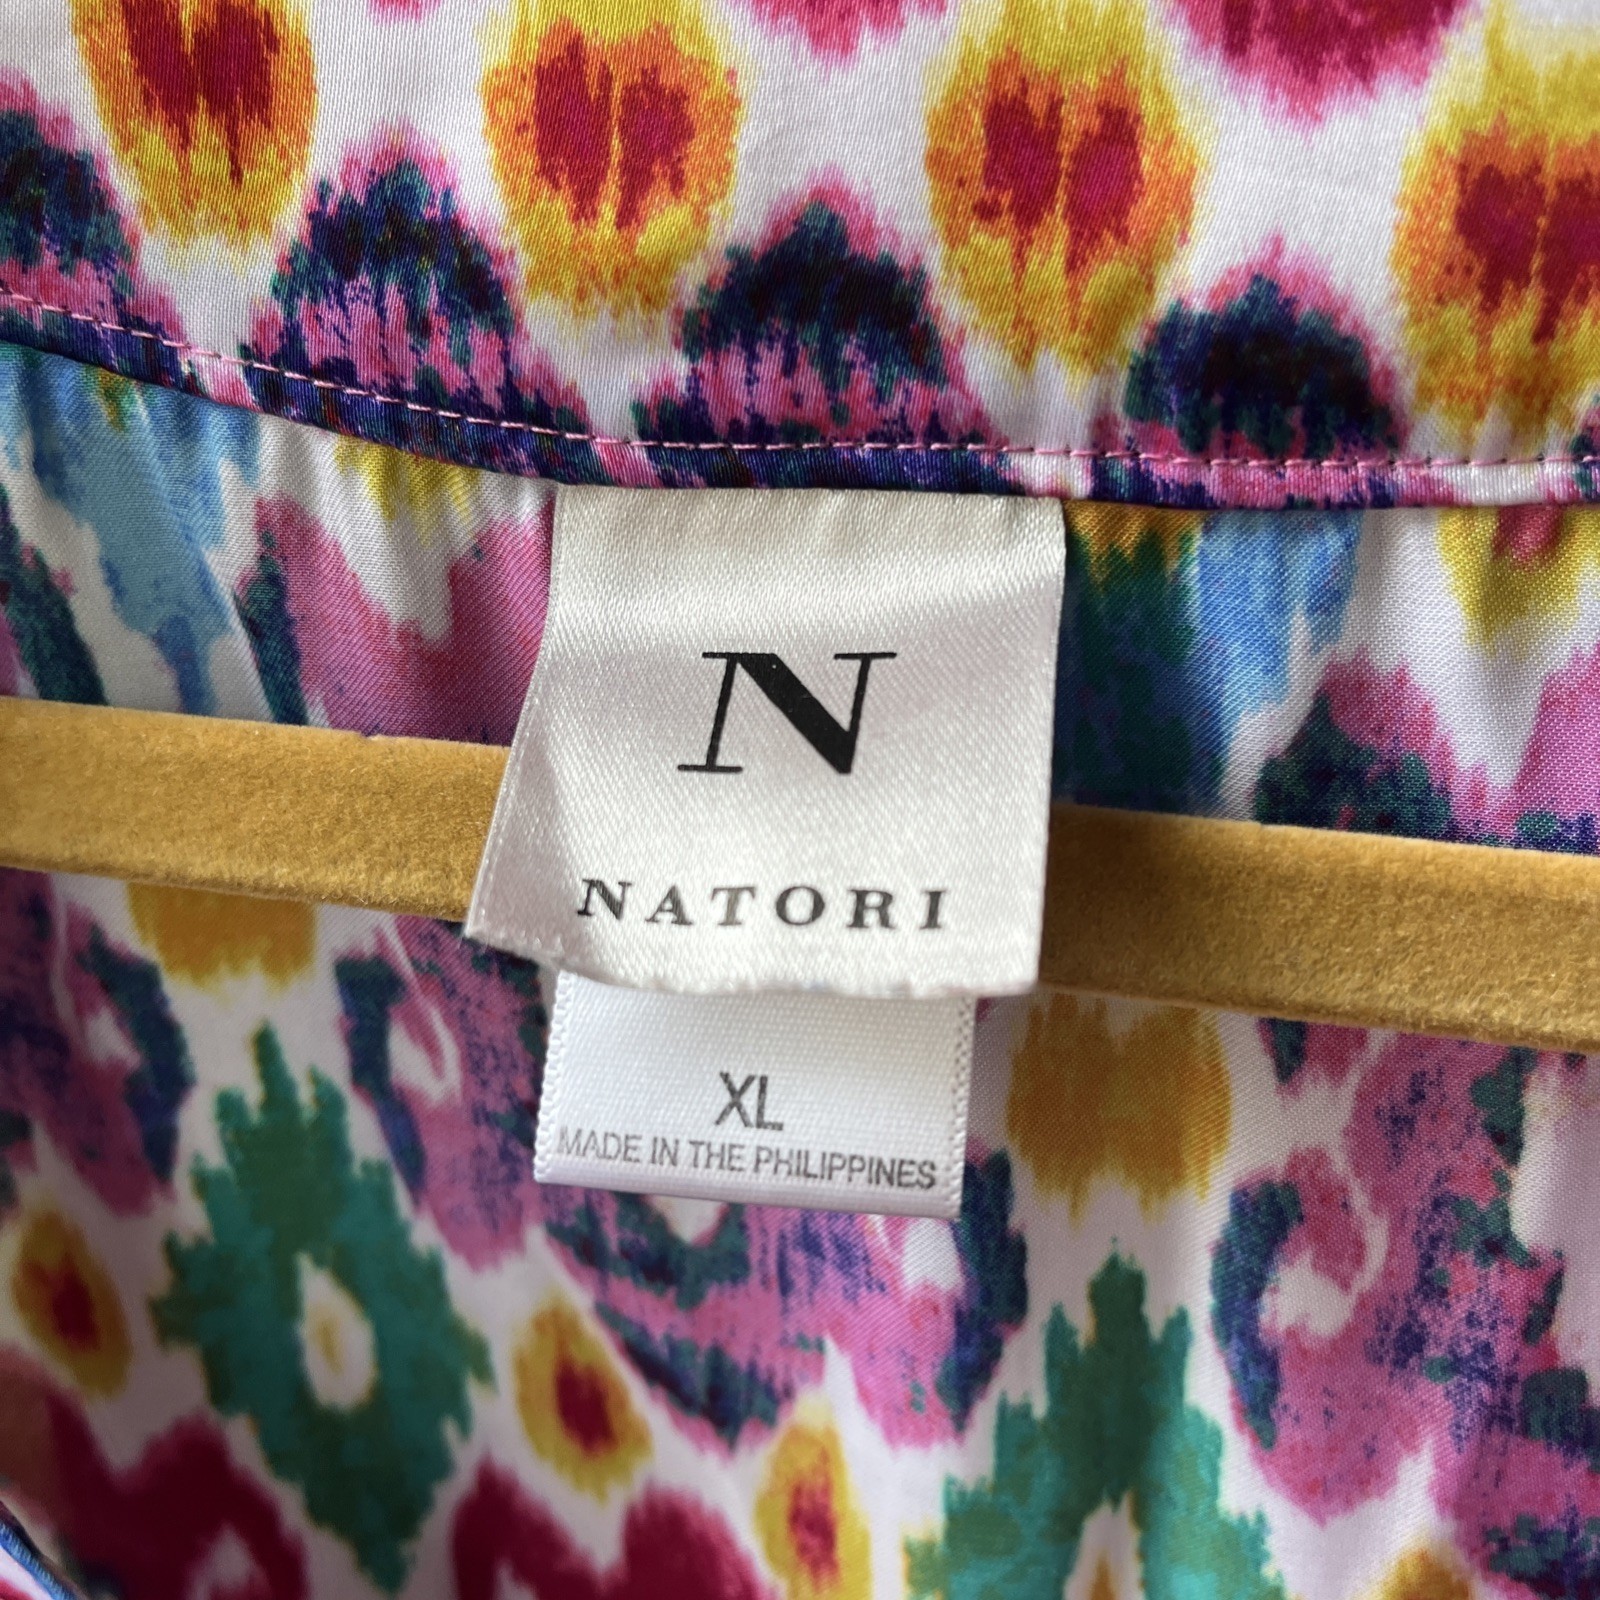 N
NATORI
XL
MADE IN THE PHILIPPINES